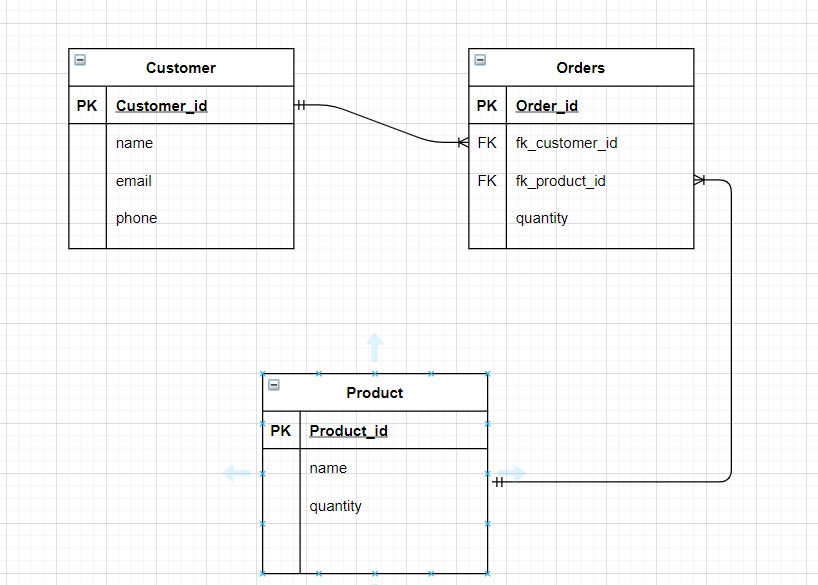 Customer
PK Customer_id
name
email
phone
Orders
PK Order_id
FK fk_customer_id
FK fk_product_id
quantity
Product
PK Product_id
name
quantity